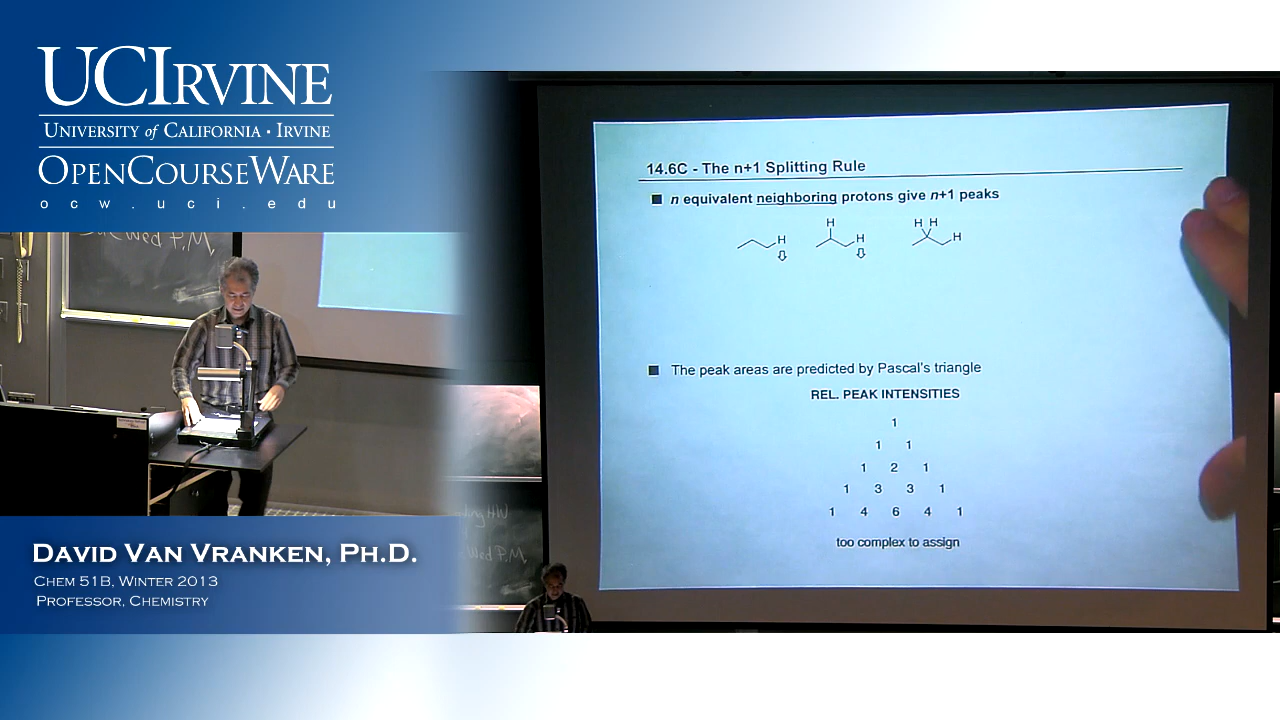 UCIRVINE
UNIVERSITY of CALIFORNIA • IRVINE
OPENCOURSEWARE
ocw.uci.edu
14.6C - The n+1 Splitting Rule
n equivalent neighboring protons give n+1 peaks
H
H
H
H H
H
The peak areas are predicted by Pascal's triangle
REL. PEAK INTENSITIES
1
1 1
1 2 1
1 3 3 1
1 4 6 4 1
too complex to assign
DAVID VAN VRANKEN, PH.D.
CHEM 51B, WINTER 2013
PROFESSOR, CHEMISTRY